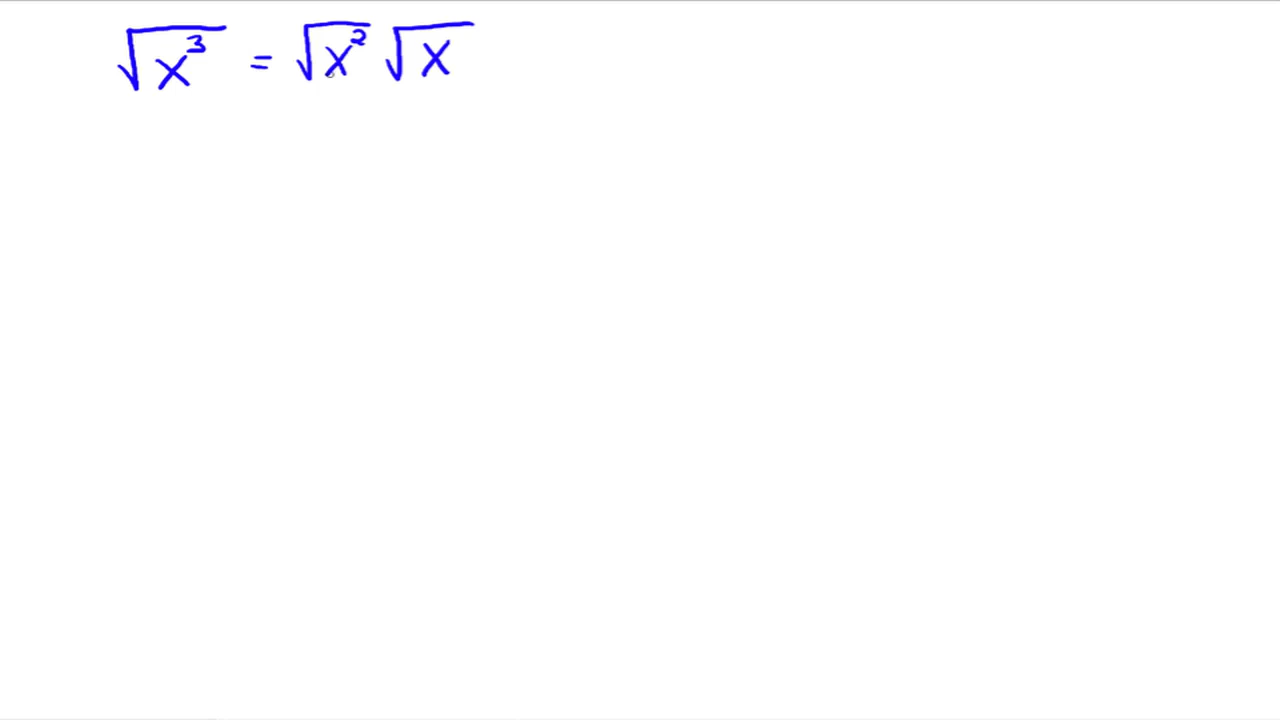 √x³ = √x² √x